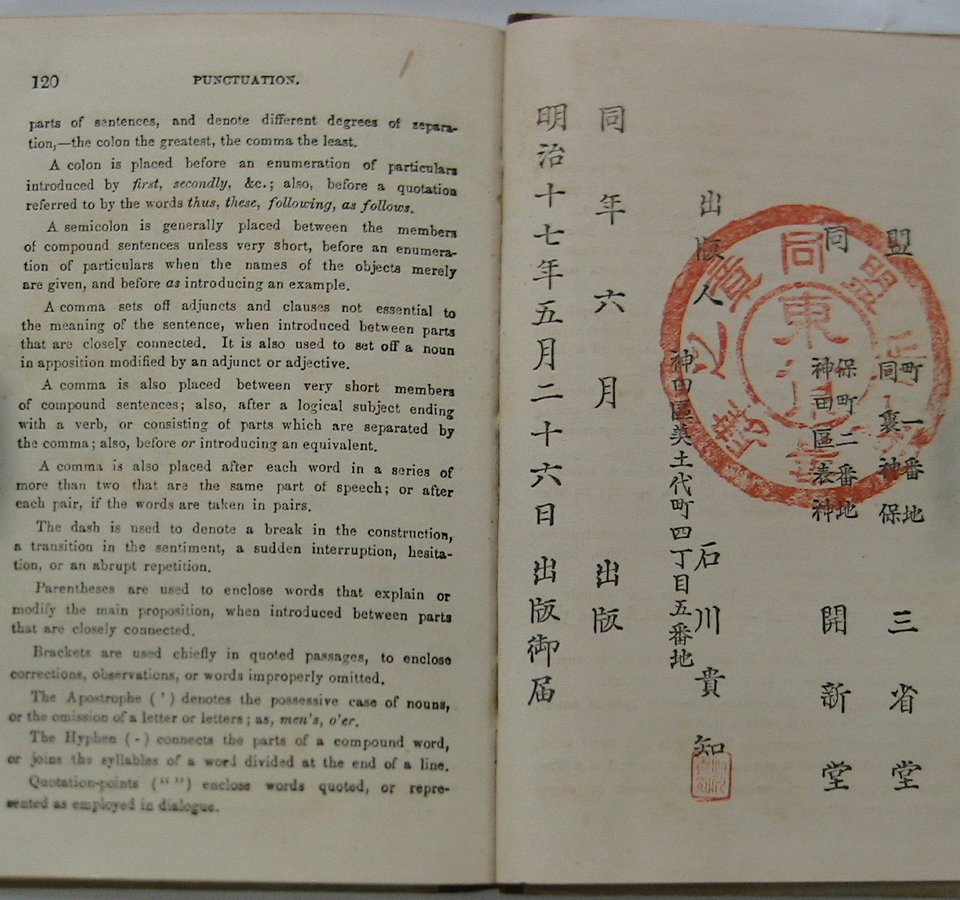 120
PUNCTUATION.
parts of sentences, and denote different degrees of separa-
tion,—the colon the greatest, the comma the least.
A colon is placed before an enumeration of particulars
introduced by first, secondly, &c.; also, before a quotation
referred to by the words thus, these, following, as follows.
A semicolon is generally placed between the members
of compound sentences unless very short, before an enumera-
tion of particulars when the names of the objects merely
are given, and before as introducing an example.
A comma sets off adjuncts and clauses not essential to
the meaning of the sentence, when introduced between parts
that are closely connected. It is also used to set off a noun
in apposition modified by an adjunct or adjective.
A comma is also placed between very short members
of compound sentences; also, after a logical subject ending
with a verb, or consisting of parts which are separated by
the comma; also, before or introducing an equivalent.
A comma is also placed after each word in a series of
more than two that are the same part of speech; or after
each pair, if the words are taken in pairs.
The dash is used to denote a break in the construction,
a transition in the sentiment, a sudden interruption, hesita-
tion, or an abrupt repetition.
Parentheses are used to enclose words that explain or
modify the main proposition, when introduced between parts
that are closely connected.
Brackets are used chiefly in quoted passages, to enclose
corrections, observations, or words improperly omitted.
The Apostrophe (') denotes the possessive case of nouns,
or the omission of a letter or letters; as, men's, o'er.
The Hyphen (-) connects the parts of a compound word,
or joins the syllables of a word divided at the end of a line.
Quotation-points (“ ”) enclose words quoted, or repre-
sented as employed in dialogue.
明治十七年五月二十六日出版御届
同年六月出版
神田區美土代町四丁目五番地
出版人 石川貴知
同 神田區表神
保町二番地
開新堂
盟 同裏神保
町一番地
三省堂
同盟
東